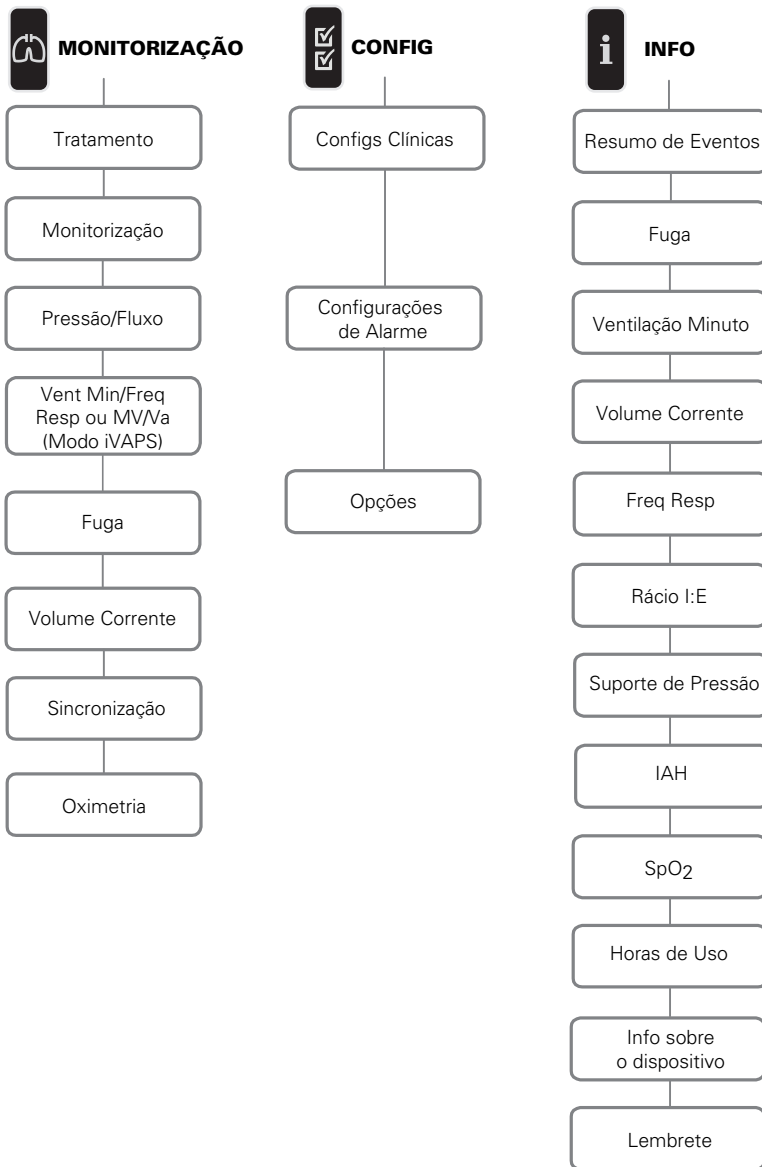 MONITORIZAÇÃO
Tratamento
Monitorização
Pressão/Fluxo
Vent Min/Freq
Resp ou MV/Va
(Modo iVAPS)
Fuga
Volume Corrente
Sincronização
Oximetria
CONFIG
Configs Clínicas
Configurações
de Alarme
Opções
i
INFO
Resumo de Eventos
Fuga
Ventilação Minuto
Volume Corrente
Freq Resp
Rácio I:E
Suporte de Pressão
IAH
SpO2
Horas de Uso
Info sobre
o dispositivo
Lembrete